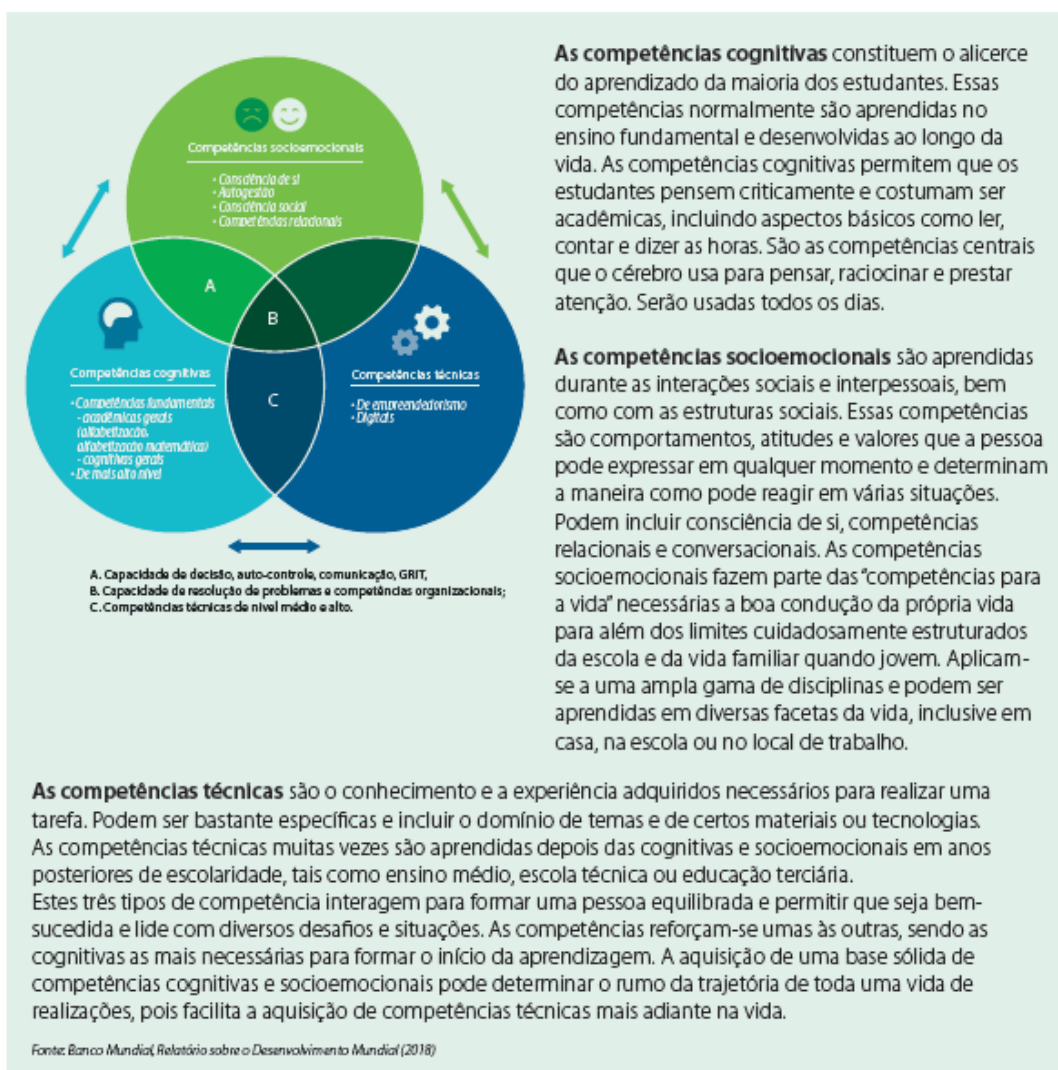 Competências socioemocionais
• Consciência de si
• Autogestão
• Consciência social
• Competências relacionais
A
B
C
Competências cognitivas
• Competências fundamentais
- acadêmicas gerais
(alfabetização,
alfabetização matemática)
- cognitivas gerais
• De mais alto nível
Competências técnicas
• De empreendedorismo
• Digitais
A. Capacidade de decisão, auto-controle, comunicação, GRIT,
B. Capacidade de resolução de problemas e competências organizacionais;
C. Competências técnicas de nível médio e alto.
As competências cognitivas constituem o alicerce
do aprendizado da maioria dos estudantes. Essas
competências normalmente são aprendidas no
ensino fundamental e desenvolvidas ao longo da
vida. As competências cognitivas permitem que os
estudantes pensem criticamente e costumam ser
acadêmicas, incluindo aspectos básicos como ler,
contar e dizer as horas. São as competências centrais
que o cérebro usa para pensar, raciocinar e prestar
atenção. Serão usadas todos os dias.
As competências socioemocionais são aprendidas
durante as interações sociais e interpessoais, bem
como com as estruturas sociais. Essas competências
são comportamentos, atitudes e valores que a pessoa
pode expressar em qualquer momento e determinam
a maneira como pode reagir em várias situações.
Podem incluir consciência de si, competências
relacionais e conversacionais. As competências
socioemocionais fazem parte das "competências para
a vida" necessárias a boa condução da própria vida
para além dos limites cuidadosamente estruturados
da escola e da vida familiar quando jovem. Aplicam-
se a uma ampla gama de disciplinas e podem ser
aprendidas em diversas facetas da vida, inclusive em
casa, na escola ou no local de trabalho.
As competências técnicas são o conhecimento e a experiência adquiridos necessários para realizar uma
tarefa. Podem ser bastante específicas e incluir o domínio de temas e de certos materiais ou tecnologias.
As competências técnicas muitas vezes são aprendidas depois das cognitivas e socioemocionais em anos
posteriores de escolaridade, tais como ensino médio, escola técnica ou educação terciária.
Estes três tipos de competência interagem para formar uma pessoa equilibrada e permitir que seja bem-
sucedida e lide com diversos desafios e situações. As competências reforçam-se umas às outras, sendo as
cognitivas as mais necessárias para formar o início da aprendizagem. A aquisição de uma base sólida de
competências cognitivas e socioemocionais pode determinar o rumo da trajetória de toda uma vida de
realizações, pois facilita a aquisição de competências técnicas mais adiante na vida.
Fonte: Banco Mundial, Relatório sobre o Desenvolvimento Mundial (2018)